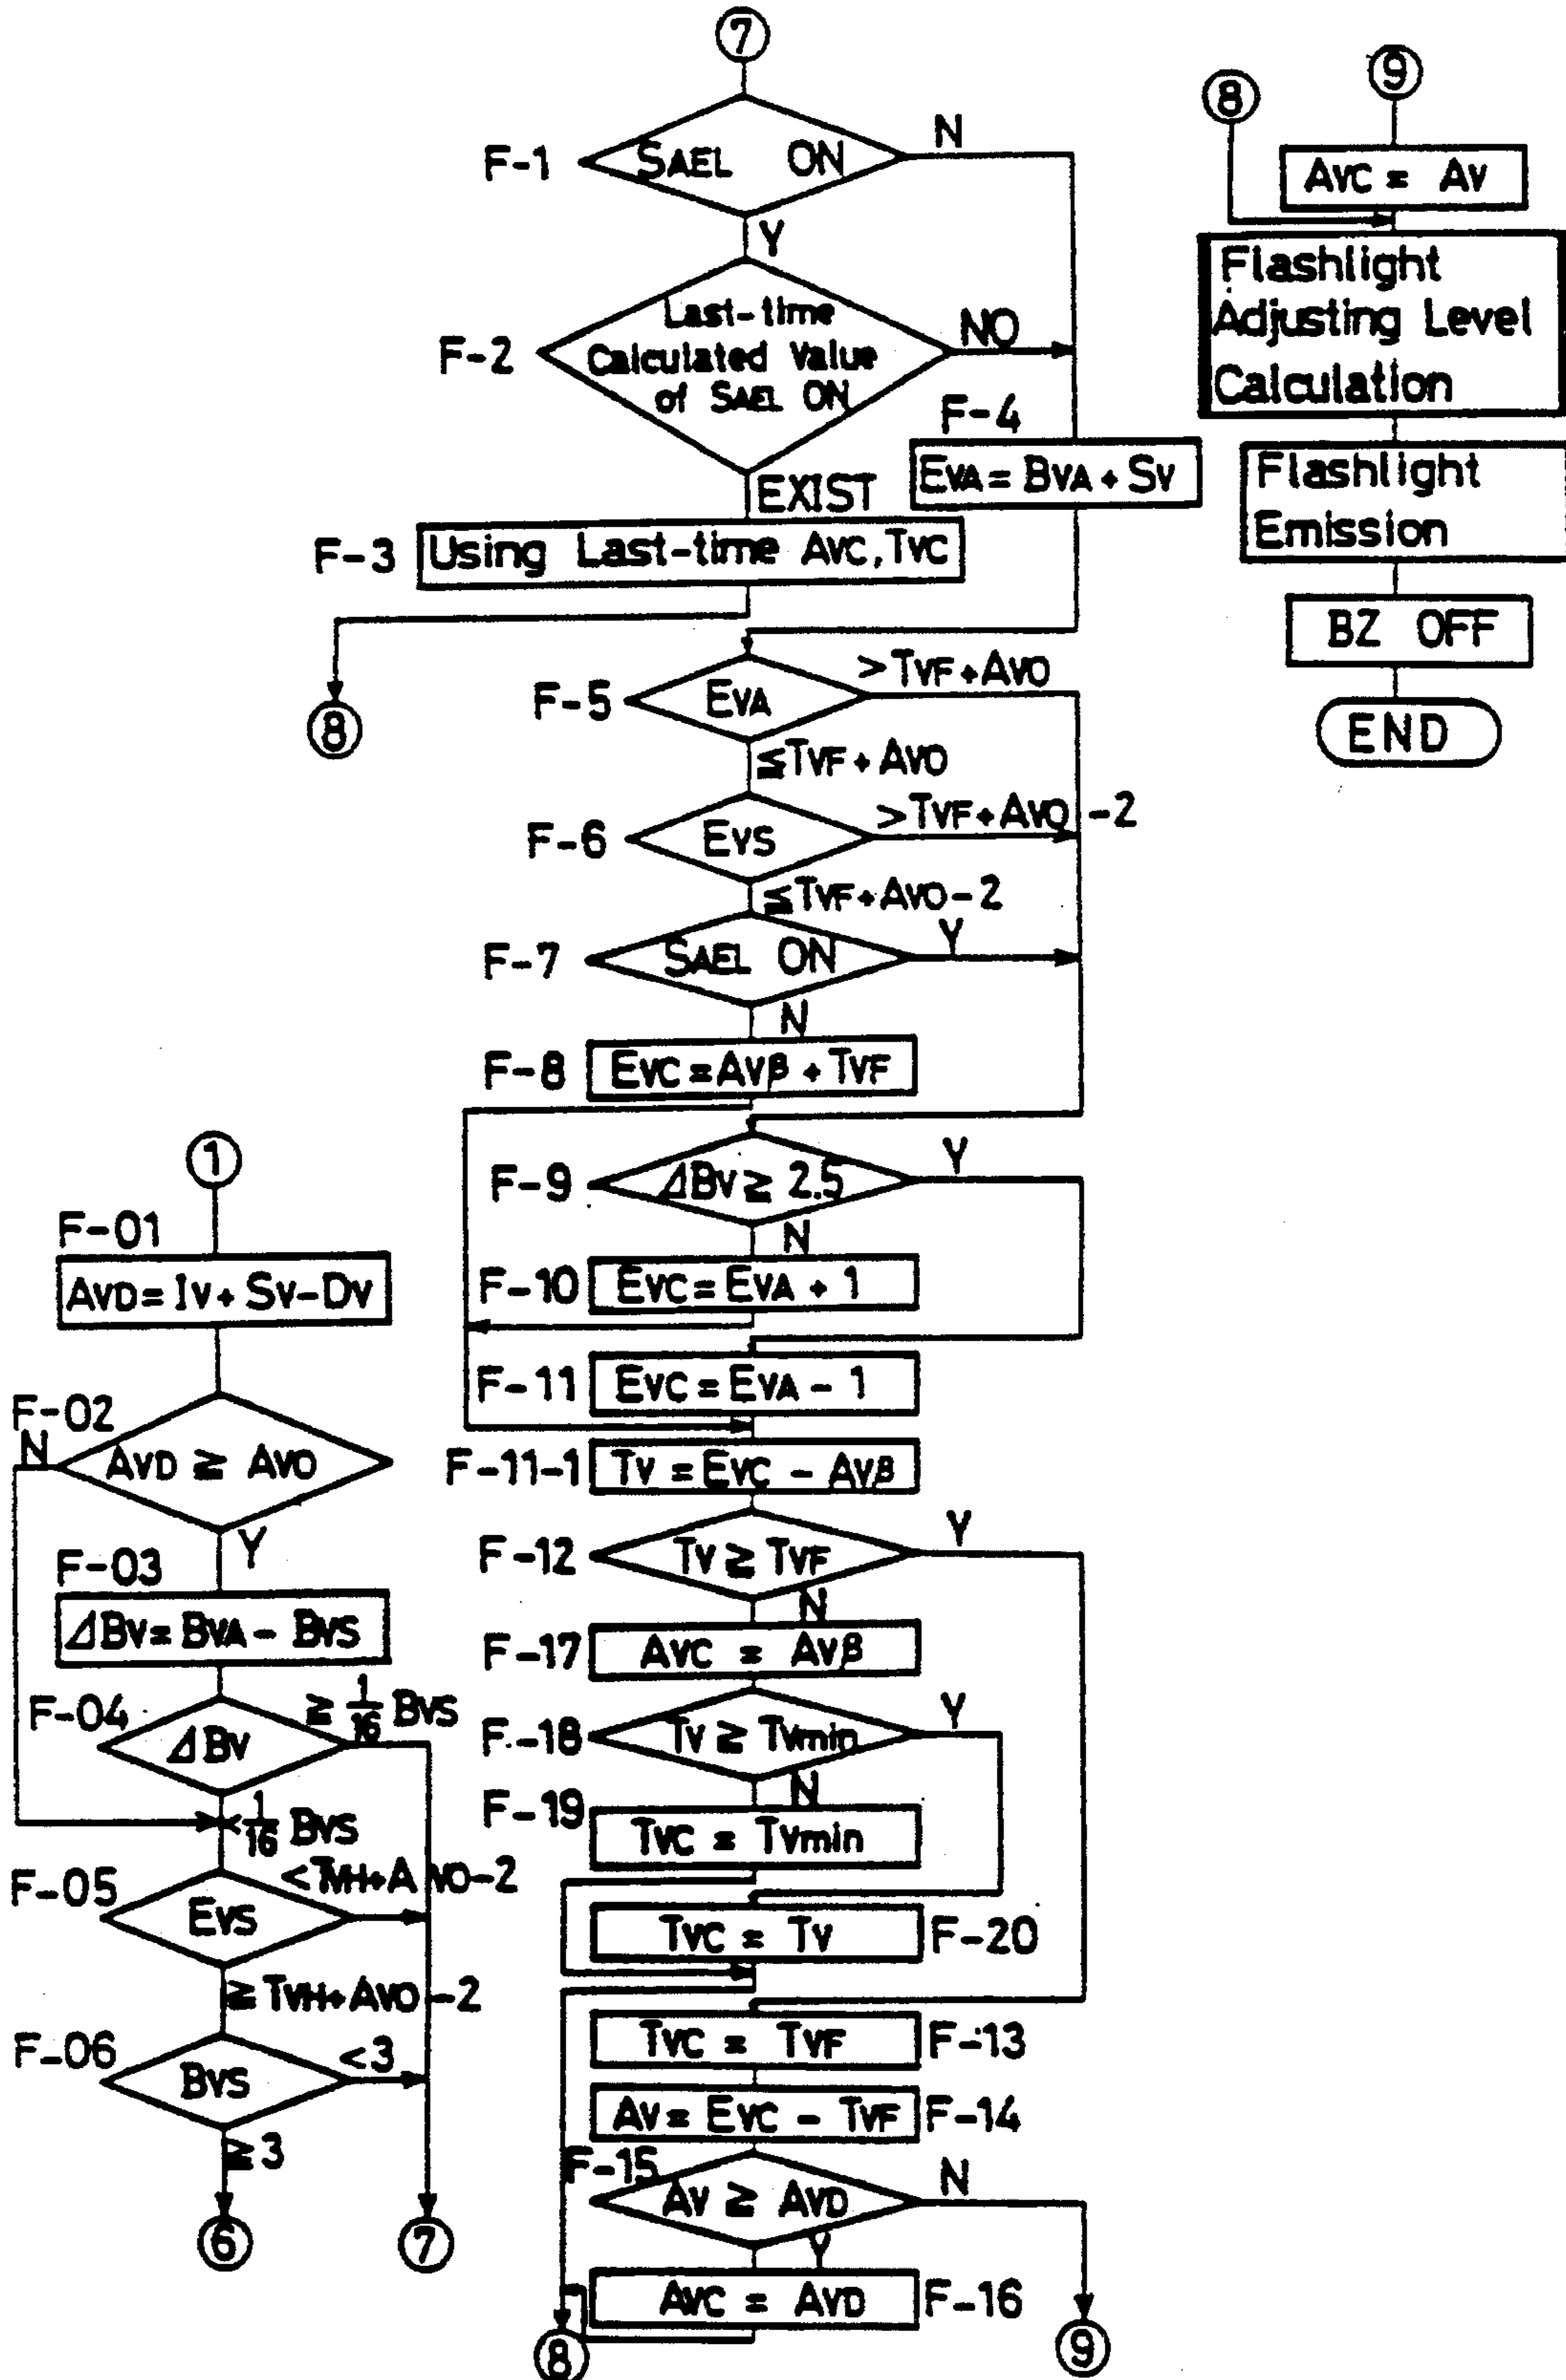 7
F-1
SAEL ON
N
Y
F-2
Last-time
Calculated Value
of SAEL ON
NO
EXIST
F-4
EVA = BVA + SV
F-3
Using Last-time AVC, TVC
8
F-5
EVA
>TVF+AVO
≦TVF+AVO
F-6
EVS
>TVF+AVO-2
≦TVF+AVO-2
F-7
SAEL ON
Y
N
F-8
EVC = AVβ + TVF
F-9
ΔBV ≧ 2.5
Y
N
F-10
EVC = EVA + 1
F-11
EVC = EVA - 1
F-11-1
TV = EVC - AVβ
F-12
TV ≧ TVF
Y
N
F-17
AVC = AVβ
F-18
TV ≧ TVmin
Y
N
F-19
TVC = TVmin
TVC = TV
F-20
TVC = TVF
F-13
AV = EVC - TVF
F-14
F-15
AV ≧ AVD
N
Y
AVC = AVD
F-16
8
9
1
F-01
AVD = IV + SV - DV
F-02
N
AVD ≧ AVO
Y
F-03
ΔBV = BVA - BVS
F-04
ΔBV
≧ 1/16 BVS
< 1/16 BVS
F-05
EVS
<TVH+AVO-2
≧TVH+AVO-2
F-06
BVS
<3
≧3
6
7
8
9
AVC = AV
Flashlight
Adjusting Level
Calculation
Flashlight
Emission
BZ OFF
END